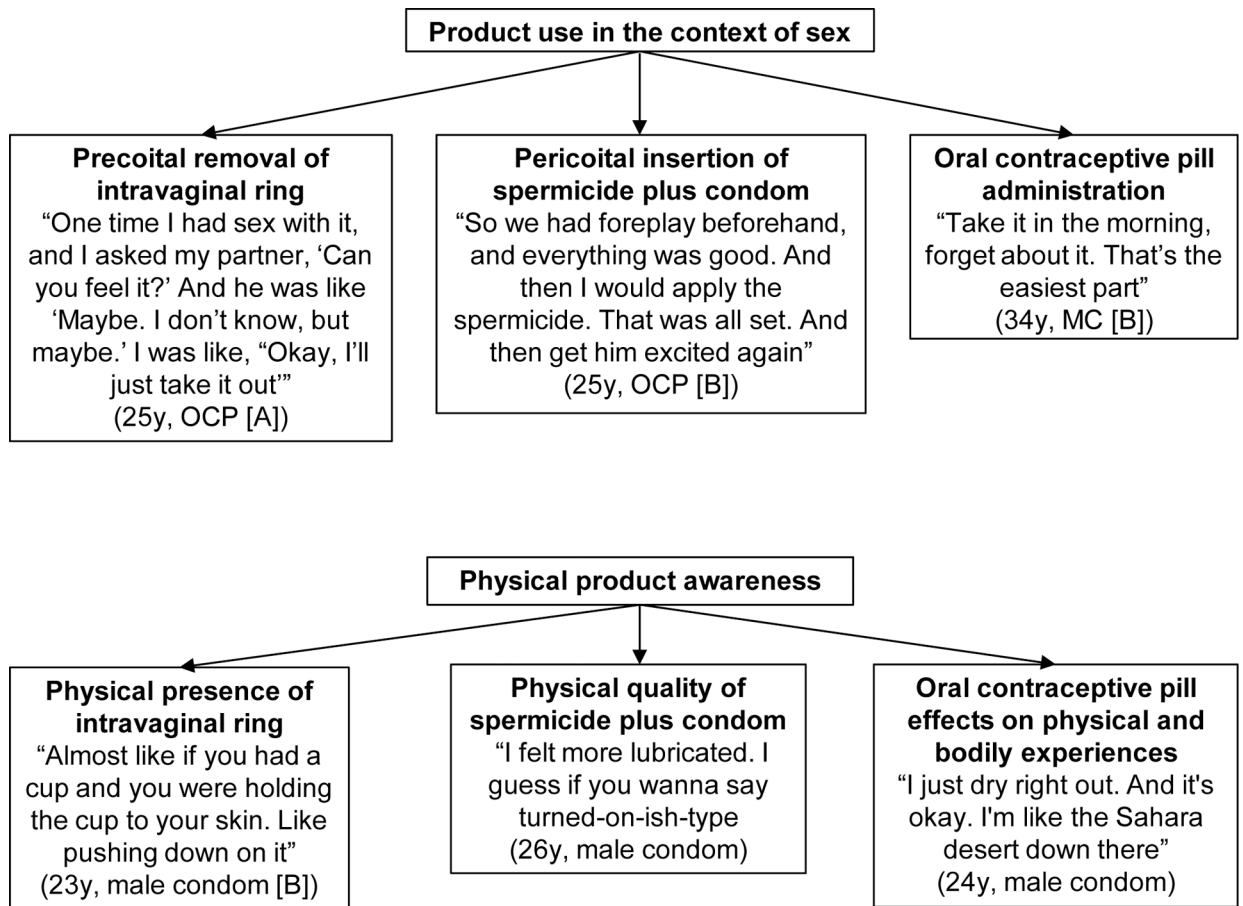 Product use in the context of sex
Precoital removal of
intravaginal ring
“One time I had sex with it,
and I asked my partner, ‘Can
you feel it?’ And he was like
‘Maybe. I don’t know, but
maybe.’ I was like, “Okay, I’ll
just take it out’”
(25y, OCP [A])
Pericoital insertion of
spermicide plus condom
“So we had foreplay beforehand,
and everything was good. And
then I would apply the
spermicide. That was all set. And
then get him excited again”
(25y, OCP [B])
Oral contraceptive pill
administration
“Take it in the morning,
forget about it. That’s the
easiest part”
(34y, MC [B])
Physical product awareness
Physical presence of
intravaginal ring
“Almost like if you had a
cup and you were holding
the cup to your skin. Like
pushing down on it”
(23y, male condom [B])
Physical quality of
spermicide plus condom
“I felt more lubricated. I
guess if you wanna say
turned-on-ish-type
(26y, male condom)
Oral contraceptive pill
effects on physical and
bodily experiences
“I just dry right out. And it's
okay. I'm like the Sahara
desert down there”
(24y, male condom)